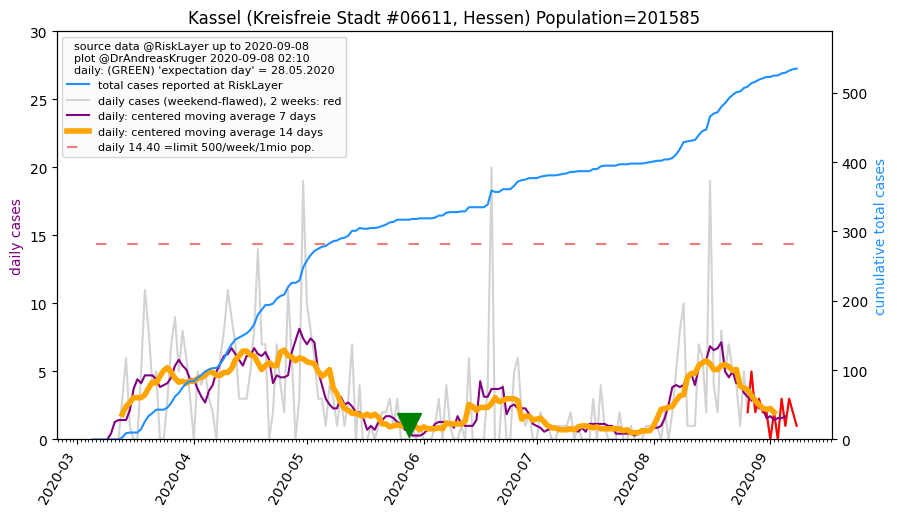 Kassel (Kreisfreie Stadt #06611, Hessen) Population=201585
source data @RiskLayer up to 2020-09-08
plot @DrAndreasKruger 2020-09-08 02:10
daily: (GREEN) 'expectation day' = 28.05.2020
total cases reported at RiskLayer
daily cases (weekend-flawed), 2 weeks: red
daily: centered moving average 7 days
daily: centered moving average 14 days
daily 14.40 =limit 500/week/1mio pop.
daily cases
30
25
20
15
10
5
0
cumulative total cases
500
400
300
200
100
0
2020-03
2020-04
2020-05
2020-06
2020-07
2020-08
2020-09